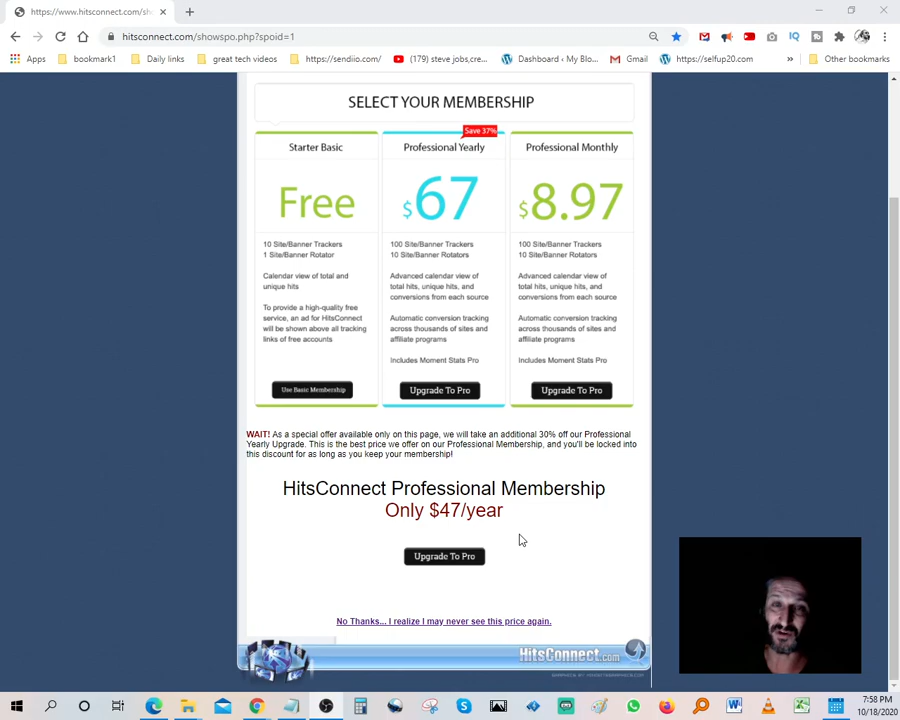 https://www.hitsconnect.com/sh
hitsconnect.com/showspo.php?spoid=1
Apps
bookmark1
Daily links
great tech videos
https://sendiio.com/
(179) steve jobs,cre...
Dashboard ‹ My Blo...
Gmail
https://selfup20.com
»
Other bookmarks
SELECT YOUR MEMBERSHIP
Save 37%
Starter Basic
Professional Yearly
Professional Monthly
Free
$67
$8.97
10 Site/Banner Trackers
1 Site/Banner Rotator
Calendar view of total and
unique hits
To provide a high-quality free
service, an ad for HitsConnect
will be shown above all tracking
links of free accounts
Use Basic Membership
100 Site/Banner Trackers
10 Site/Banner Rotators
Advanced calendar view of
total hits, unique hits, and
conversions from each source
Automatic conversion tracking
across thousands of sites and
affiliate programs
Includes Moment Stats Pro
Upgrade To Pro
100 Site/Banner Trackers
10 Site/Banner Rotators
Advanced calendar view of
total hits, unique hits, and
conversions from each source
Automatic conversion tracking
across thousands of sites and
affiliate programs
Includes Moment Stats Pro
Upgrade To Pro
WAIT! As a special offer available only on this page, we will take an additional 30% off our Professional
Yearly Upgrade. This is the best price we offer on our Professional Membership, and you'll be locked into
this discount for as long as you keep your membership!
HitsConnect Professional Membership
Only $47/year
Upgrade To Pro
No Thanks... I realize I may never see this price again.
HitsConnect.com
7:58 PM
10/18/2020